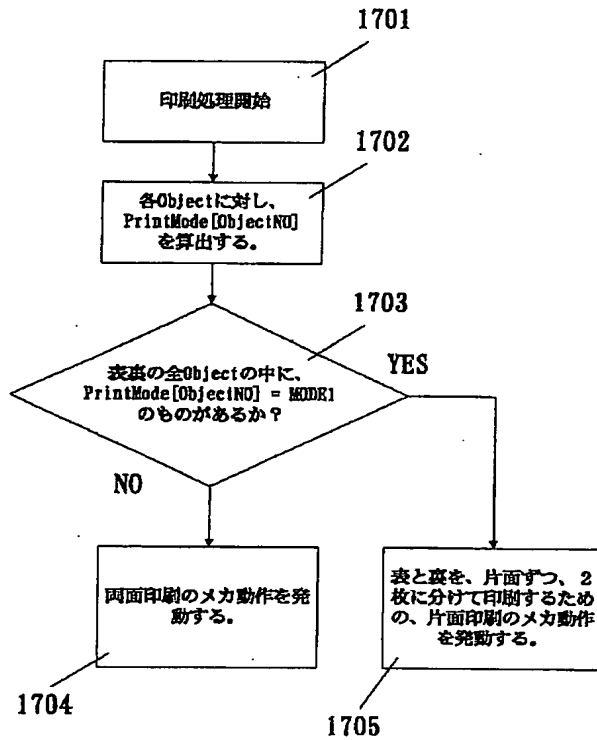 1701
印刷処理開始
1702
各Objectに対し、
PrintMode[ObjectNO]
を算出する。
1703
表裏の全Objectの中に、
PrintMode[ObjectNO] = MODE1
のものがあるか?
YES
NO
両面印刷のメカ動作を発
動する。
表と裏を、片面ずつ、2
枚に分けて印刷するため
の、片面印刷のメカ動作
を発動する。
1704
1705